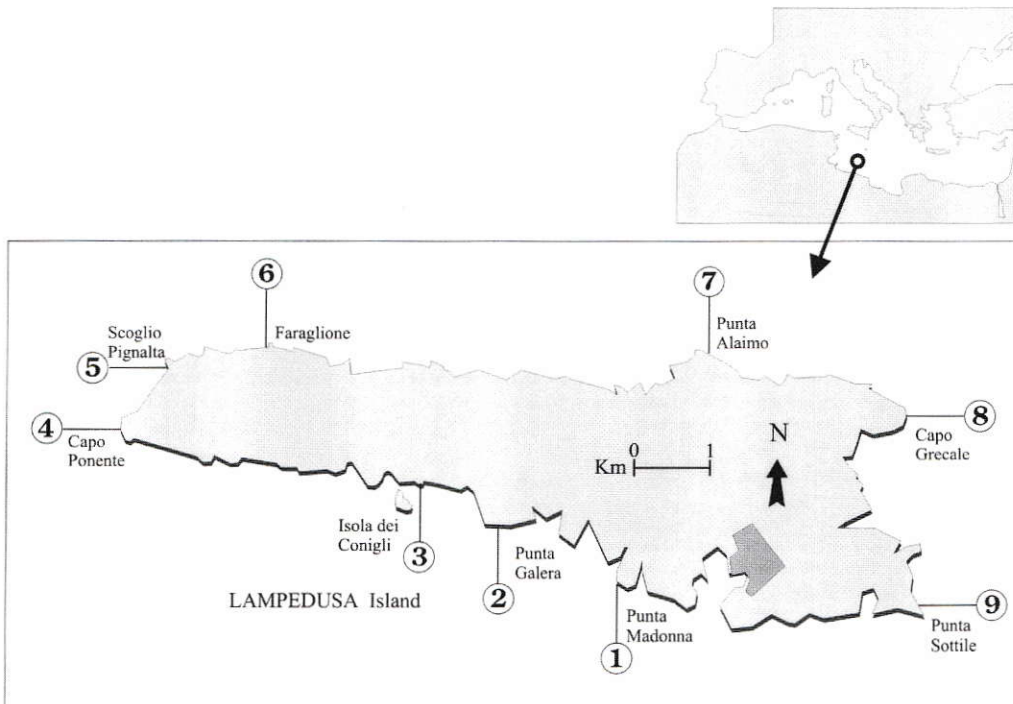 6
7
Scoglio
Pignalta
Faraglione
Punta
Alaimo
5
4
Capo
Ponente
8
Capo
Grecale
N
0 1
Km
Isola dei
Conigli
3
Punta
Galera
2
LAMPEDUSA Island
Punta
Madonna
1
9
Punta
Sottile